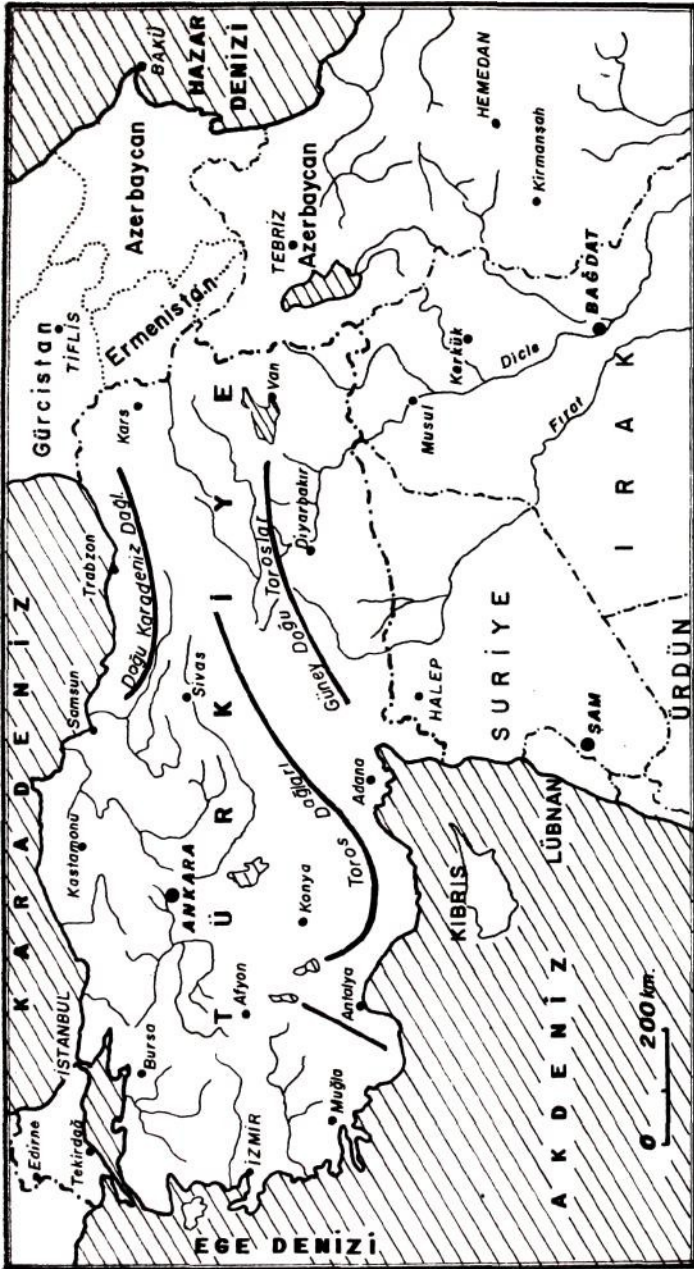 KARADENİZ
EGE DENİZİ
AKDENİZ
HAZAR
DENİZİ
TÜRKİYE
Gürcistan
Ermenistan
Azerbaycan
Azerbaycan
SURİYE
IRAK
ÜRDÜN
LÜBNAN
KIBRIS
Edirne
Tekirdağ
İSTANBUL
Bursa
Kastamonu
Samsun
Trabzon
Kars
TİFLİS
BAKÜ
ANKARA
Sivas
Afyon
İZMİR
Muğla
Antalya
Konya
Adana
Diyarbakır
Van
TEBRİZ
HEMEDAN
Kirmanşah
Kerkük
Musul
BAĞDAT
HALEP
ŞAM
Dicle
Fırat
Doğu Karadeniz Dağl.
Toros Dağları
Güney Doğu Toroslar
0 200 km.